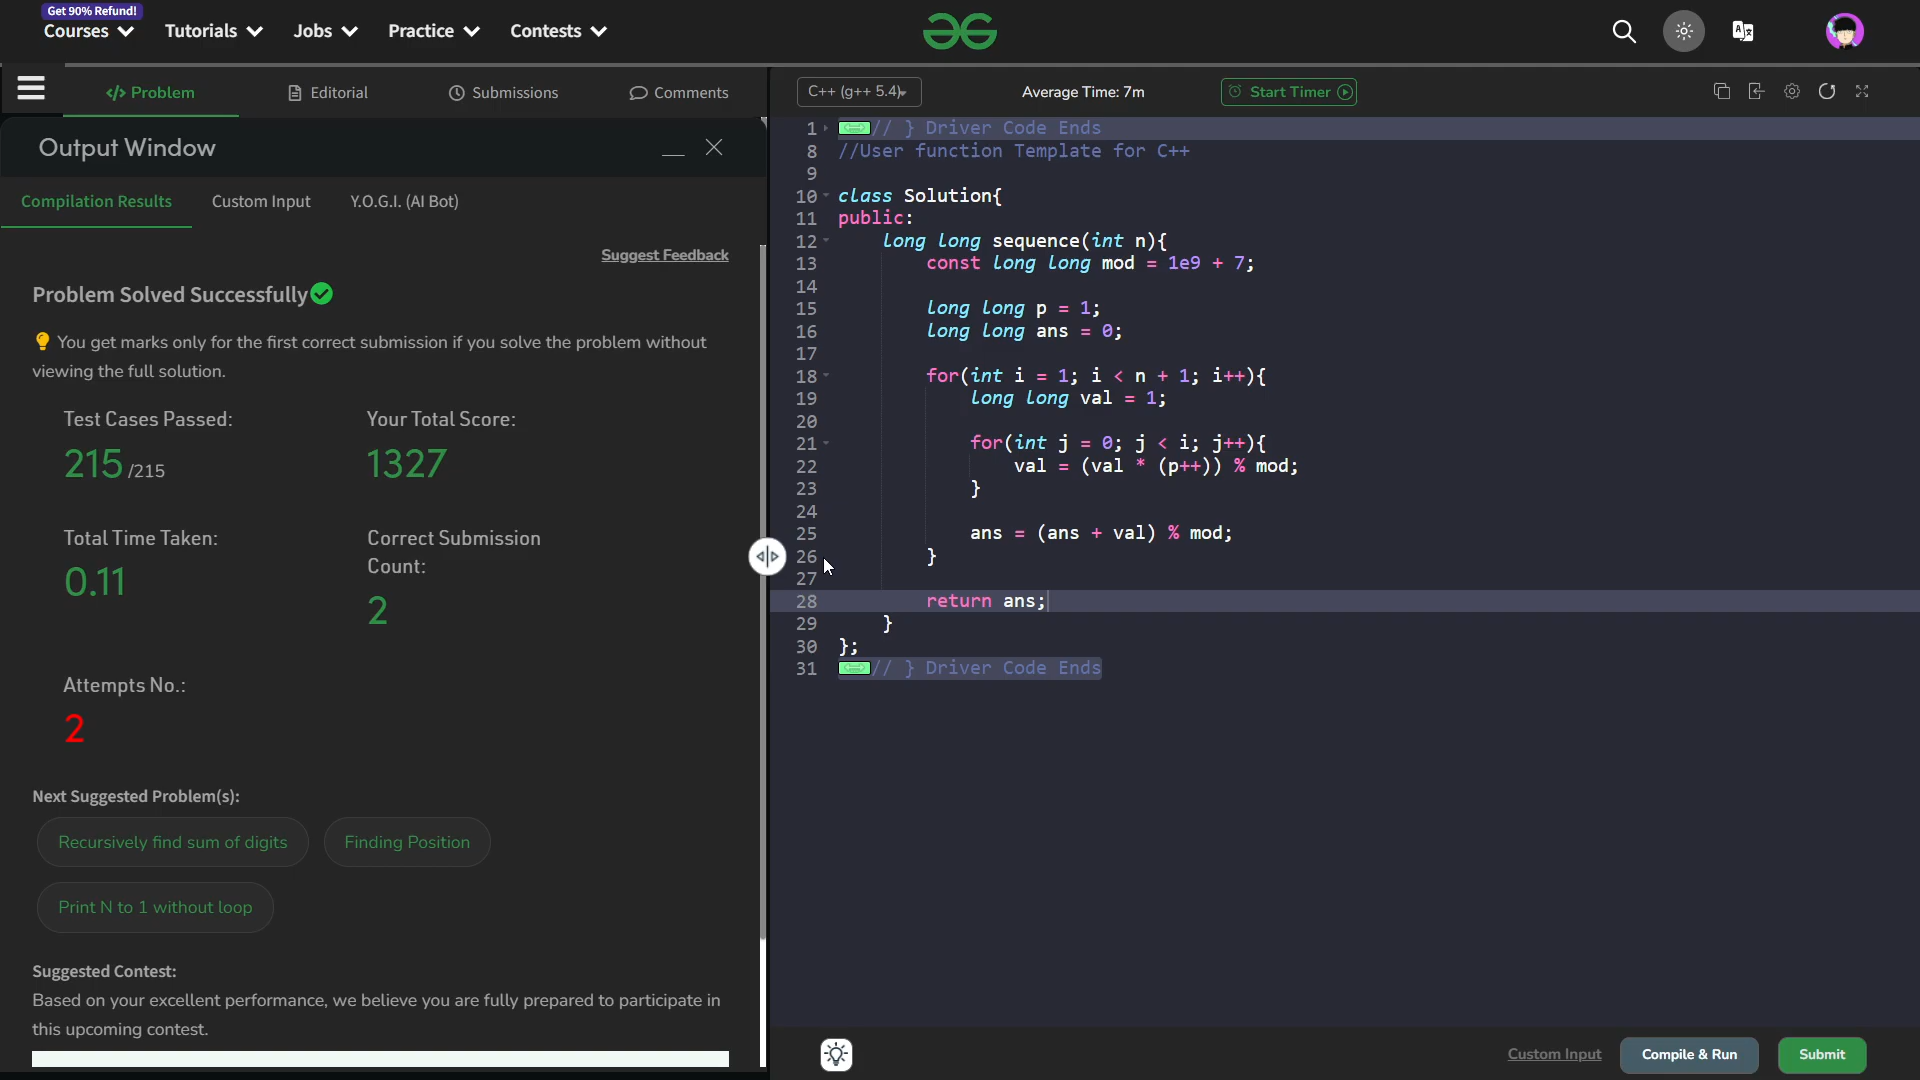 Get 90% Refund!
Courses
Tutorials
Jobs
Practice
Contests
Problem
Editorial
Submissions
Comments
C++ (g++ 5.4)
Average Time: 7m
Start Timer
Output Window
Compilation Results
Custom Input
Y.O.G.I. (AI Bot)
Suggest Feedback
Problem Solved Successfully
You get marks only for the first correct submission if you solve the problem without
viewing the full solution.
Test Cases Passed:
215 /215
Your Total Score:
1327
Total Time Taken:
0.11
Correct Submission
Count:
2
Attempts No.:
2
Next Suggested Problem(s):
Recursively find sum of digits
Finding Position
Print N to 1 without loop
Suggested Contest:
Based on your excellent performance, we believe you are fully prepared to participate in
this upcoming contest.
1 // } Driver Code Ends
8 //User function Template for C++
9
10 class Solution{
11 public:
12 long long sequence(int n){
13 const long long mod = 1e9 + 7;
14
15 long long p = 1;
16 long long ans = 0;
17
18 for(int i = 1; i < n + 1; i++){
19 long long val = 1;
20
21 for(int j = 0; j < i; j++){
22 val = (val * (p++)) % mod;
23 }
24
25 ans = (ans + val) % mod;
26 }
27
28 return ans;
29 }
30 };
31 // } Driver Code Ends
Custom Input
Compile & Run
Submit